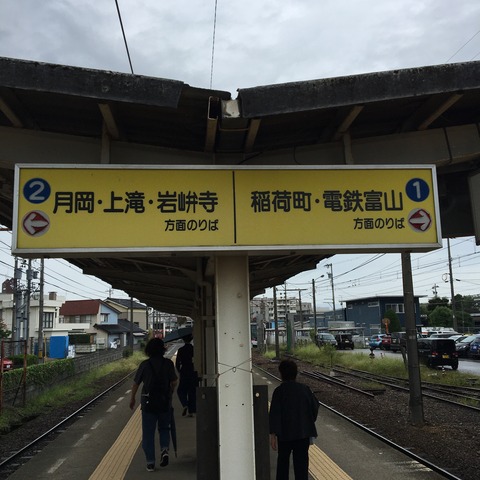 2 月岡・上滝・岩峅寺
方面のりば
稲荷町・電鉄富山 1
方面のりば